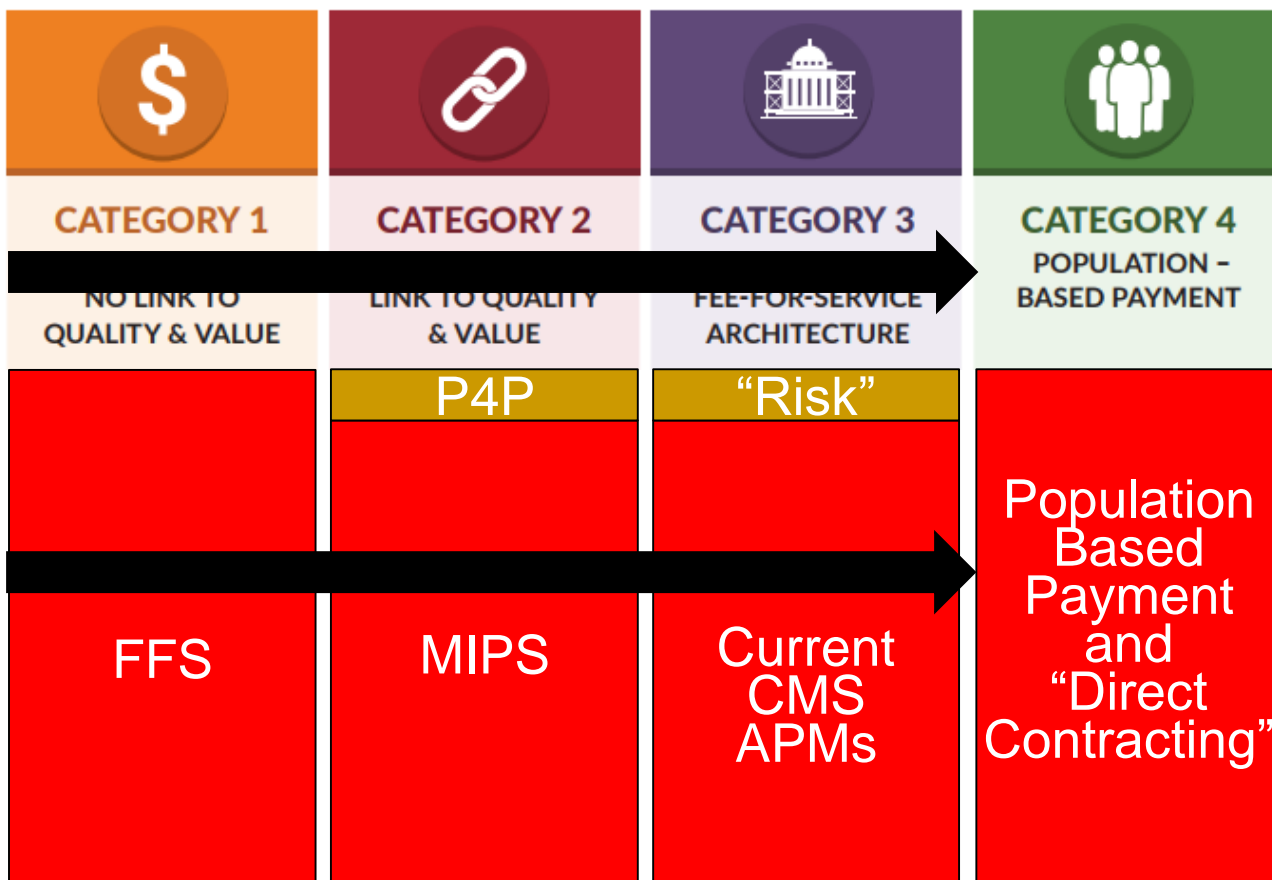 $
CATEGORY 1
NO LINK TO
QUALITY & VALUE
CATEGORY 2
LINK TO QUALITY
& VALUE
CATEGORY 3
FEE-FOR-SERVICE
ARCHITECTURE
CATEGORY 4
POPULATION –
BASED PAYMENT
FFS
P4P
MIPS
“Risk”
Current
CMS
APMs
Population
Based
Payment
and
“Direct
Contracting”